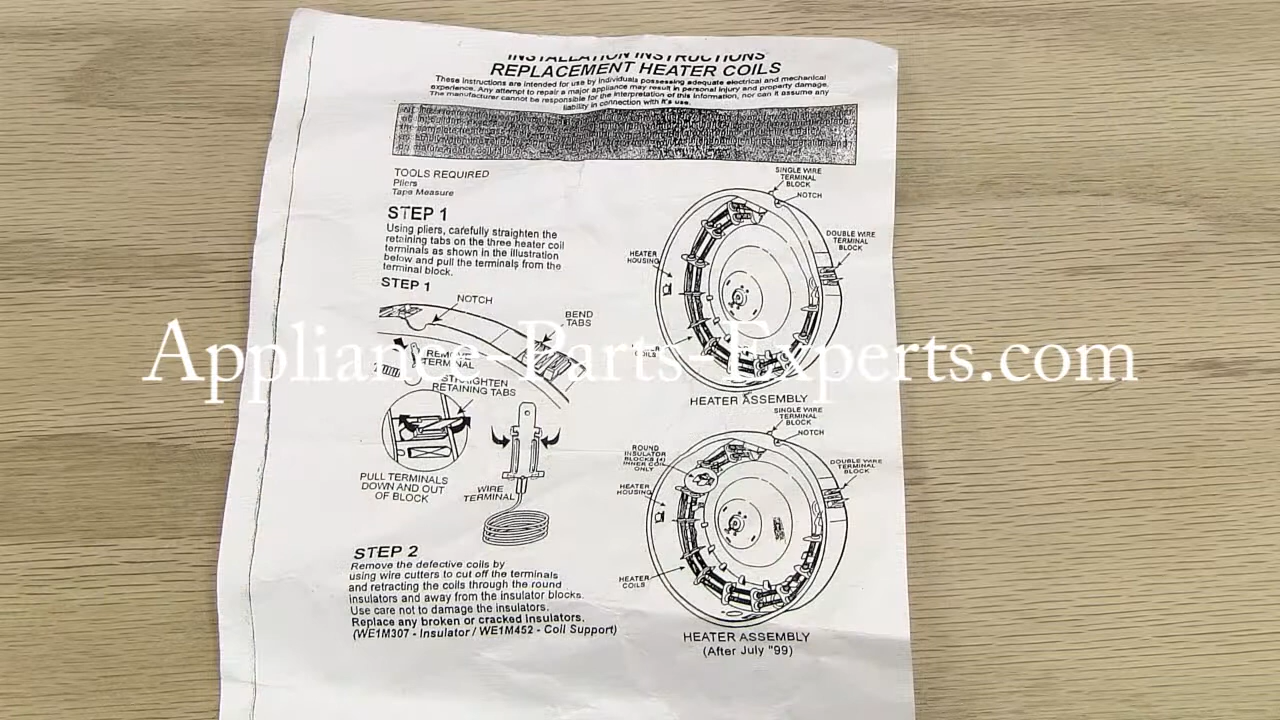 INSTALLATION INSTRUCTIONS
REPLACEMENT HEATER COILS
These instructions are intended for use by individuals possessing adequate electrical and mechanical
experience. Any attempt to repair a major appliance may result in personal injury and property damage.
The manufacturer cannot be responsible for the interpretation of this information, nor can it assume any
liability in connection with it's use.
TOOLS REQUIRED
Pliers
Tape Measure
STEP 1
Using pliers, carefully straighten the
retaining tabs on the three heater coil
terminals as shown in the illustration
below and pull the terminals from the
terminal block.
STEP 1
NOTCH
BEND
TABS
TERMINAL
STRAIGHTEN
RETAINING TABS
PULL TERMINALS
DOWN AND OUT
OF BLOCK
WIRE
TERMINAL
STEP 2
Remove the defective coils by
using wire cutters to cut off the terminals
and retracting the coils through the round
insulators and away from the insulator blocks.
Use care not to damage the insulators.
Replace any broken or cracked insulators.
(WE1M307 - Insulator / WE1M452 - Coil Support)
SINGLE WIRE
TERMINAL
BLOCK
NOTCH
DOUBLE WIRE
TERMINAL
BLOCK
HEATER
HOUSING
COILS
HEATER ASSEMBLY
SINGLE WIRE
TERMINAL
BLOCK
NOTCH
ROUND
INSULATOR
BLOCKS (4)
INNER COIL
ONLY
DOUBLE WIRE
TERMINAL
BLOCK
HEATER
HOUSING
HEATER
COILS
HEATER ASSEMBLY
(After July "99)
Appliance-Parts-Experts.com